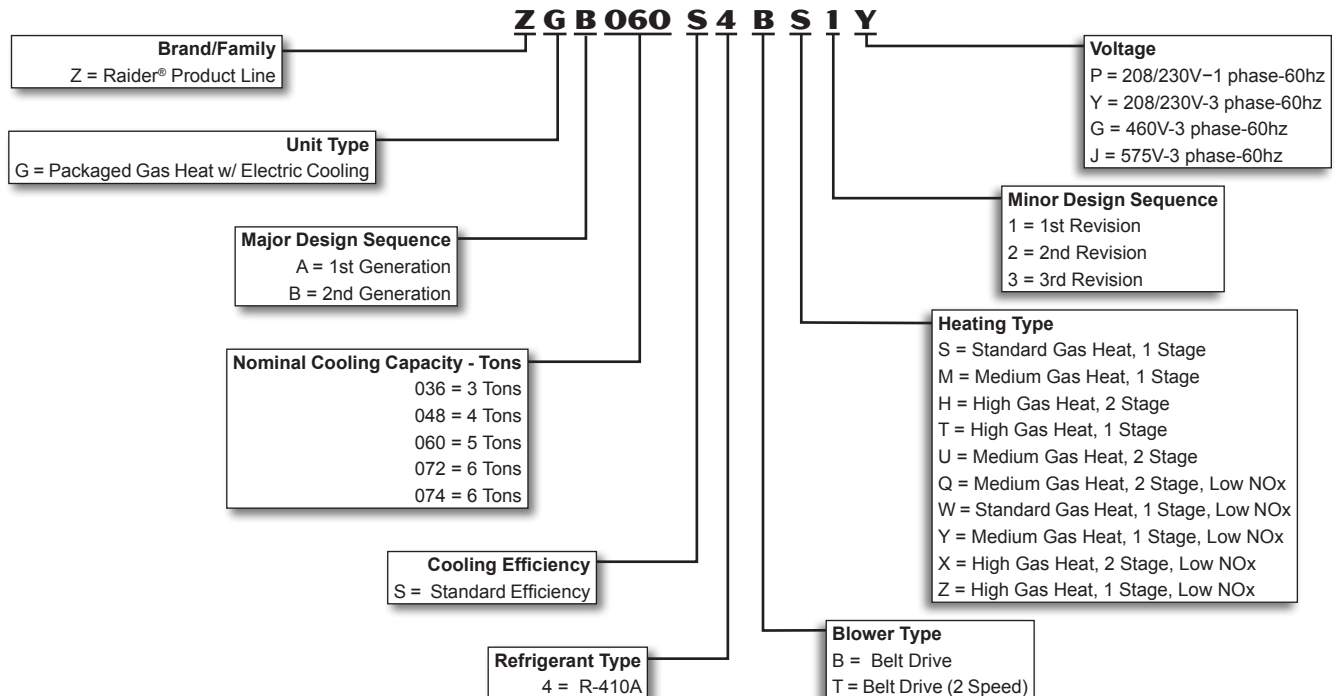 Z G B 060 S 4 B S 1 Y
Brand/Family
Z = Raider® Product Line
Unit Type
G = Packaged Gas Heat w/ Electric Cooling
Major Design Sequence
A = 1st Generation
B = 2nd Generation
Nominal Cooling Capacity - Tons
036 = 3 Tons
048 = 4 Tons
060 = 5 Tons
072 = 6 Tons
074 = 6 Tons
Cooling Efficiency
S = Standard Efficiency
Refrigerant Type
4 = R-410A
Voltage
P = 208/230V−1 phase-60hz
Y = 208/230V-3 phase-60hz
G = 460V-3 phase-60hz
J = 575V-3 phase-60hz
Minor Design Sequence
1 = 1st Revision
2 = 2nd Revision
3 = 3rd Revision
Heating Type
S = Standard Gas Heat, 1 Stage
M = Medium Gas Heat, 1 Stage
H = High Gas Heat, 2 Stage
T = High Gas Heat, 1 Stage
U = Medium Gas Heat, 2 Stage
Q = Medium Gas Heat, 2 Stage, Low NOx
W = Standard Gas Heat, 1 Stage, Low NOx
Y = Medium Gas Heat, 1 Stage, Low NOx
X = High Gas Heat, 2 Stage, Low NOx
Z = High Gas Heat, 1 Stage, Low NOx
Blower Type
B = Belt Drive
T = Belt Drive (2 Speed)